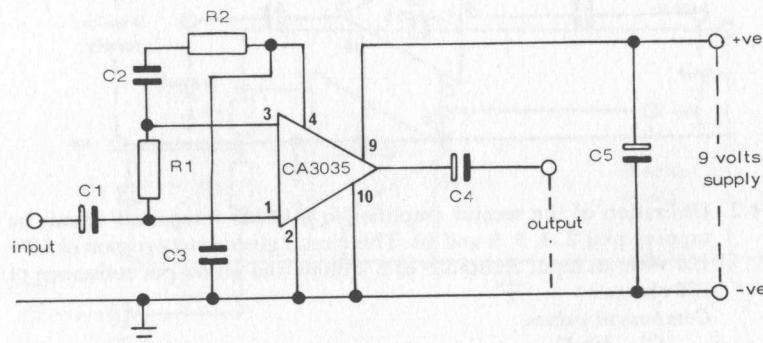 R2
C2
+ve
3
4
9
R1
CA3035
C5
9 volts
supply
C1
10
C4
1
input
2
output
C3
-ve